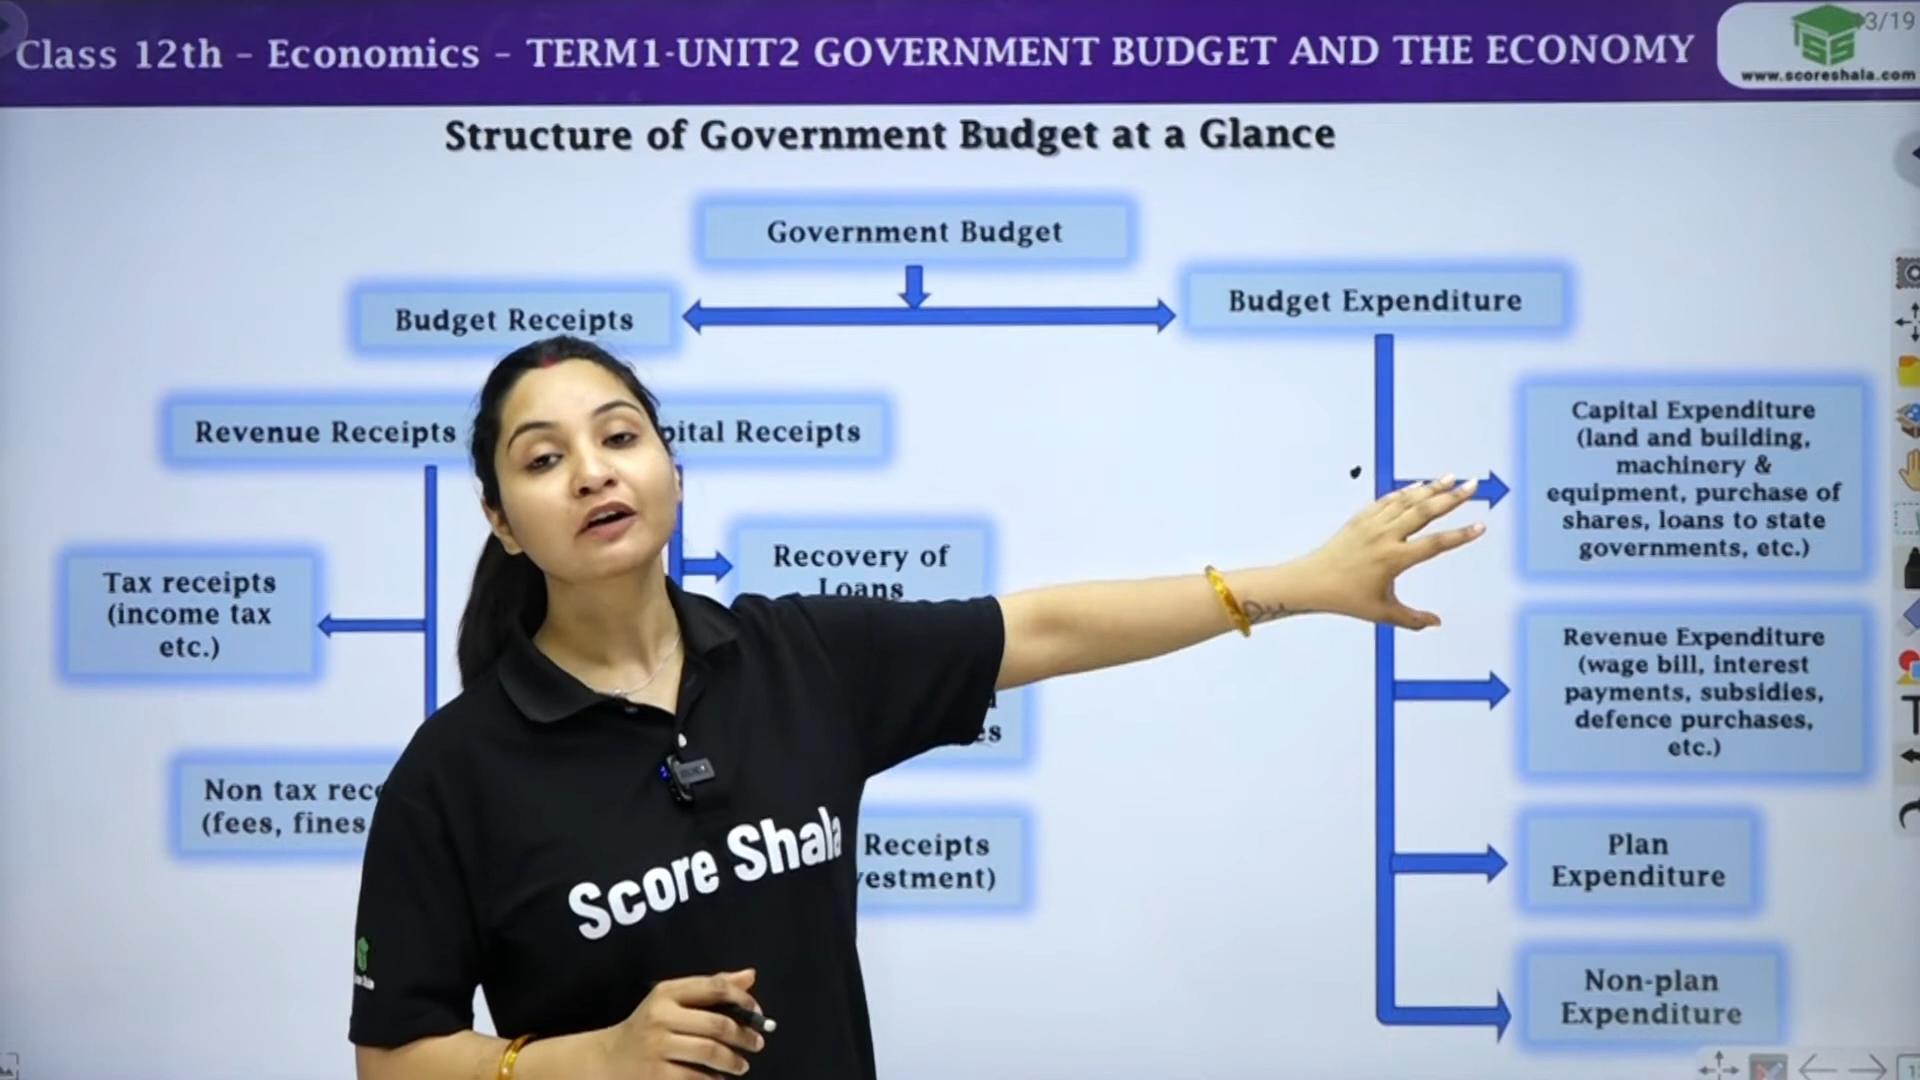 Class 12th - Economics - TERM1-UNIT2 GOVERNMENT BUDGET AND THE ECONOMY
3/19
www.scoreshala.com
Structure of Government Budget at a Glance
Government Budget
Budget Receipts
Budget Expenditure
Revenue Receipts
Receipts
Tax receipts
(income tax
etc.)
Non tax
(fees, fines
Recovery of
Loans
Receipts
Capital Expenditure
(land and building,
machinery &
equipment, purchase of
shares, loans to state
governments, etc.)
Revenue Expenditure
(wage bill, interest
payments, subsidies,
defence purchases,
etc.)
Plan
Expenditure
Non-plan
Expenditure
Score Shala